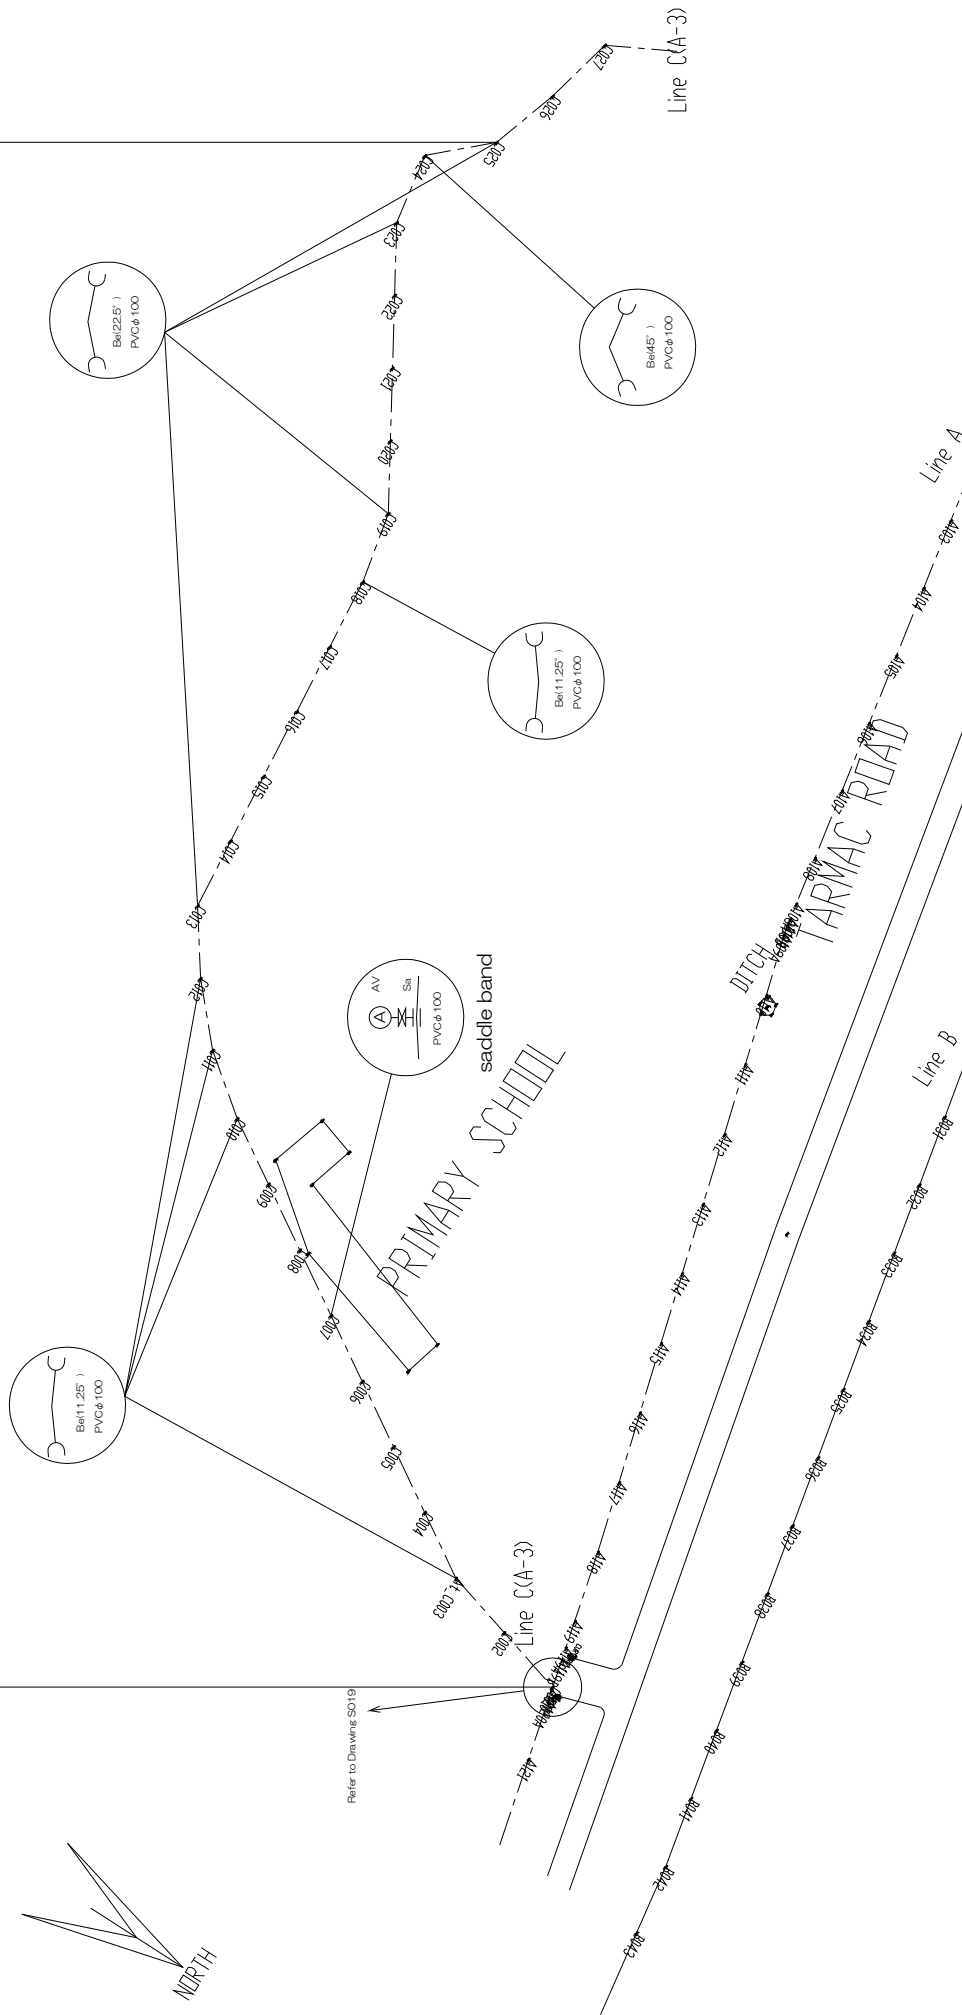 Line C(A-3)
C027
C026
C025
C024
C023
C022
C021
C020
C019
C018
C017
C016
C015
C014
C013
C012
C011
C010
C009
C008
C007
C006
C005
C004
C003
C002
Be(22.5°)
PVCφ100
Be(45°)
PVCφ100
Be(11.25°)
PVCφ100
A
AV
Sa
PVCφ100
saddle band
Be(11.25°)
PVCφ100
PRIMARY SCHOOL
Line C(A-3)
Refer to Drawing S019
Line A
A103
A104
A105
A106
A107
A108
TARMAC ROAD
DITCH
A111
A112
A113
A114
A115
A116
A117
A118
A119
A121
Line B
B031
B032
B033
B034
B035
B036
B037
B038
B039
B040
B041
B042
B043
NORTH